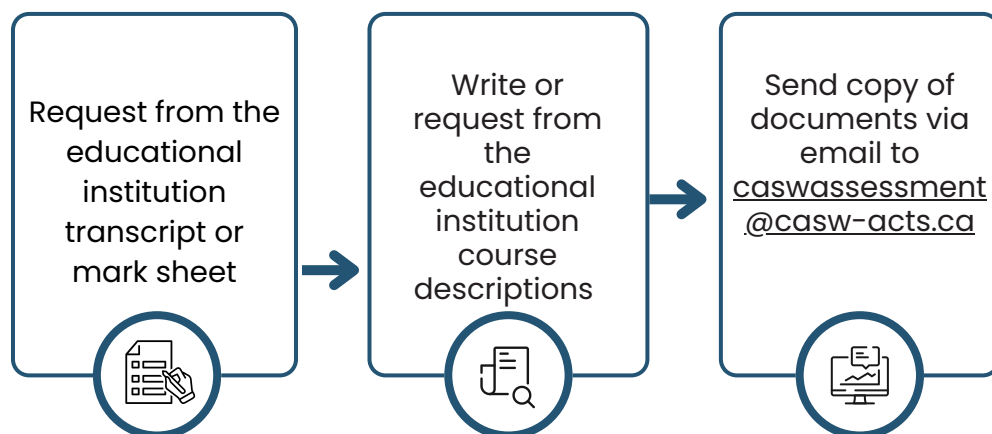 Request from the
educational
institution
transcript or
mark sheet
Write or
request from
the
educational
institution
course
descriptions
Send copy of
documents via
email to
caswassessment
@casw-acts.ca